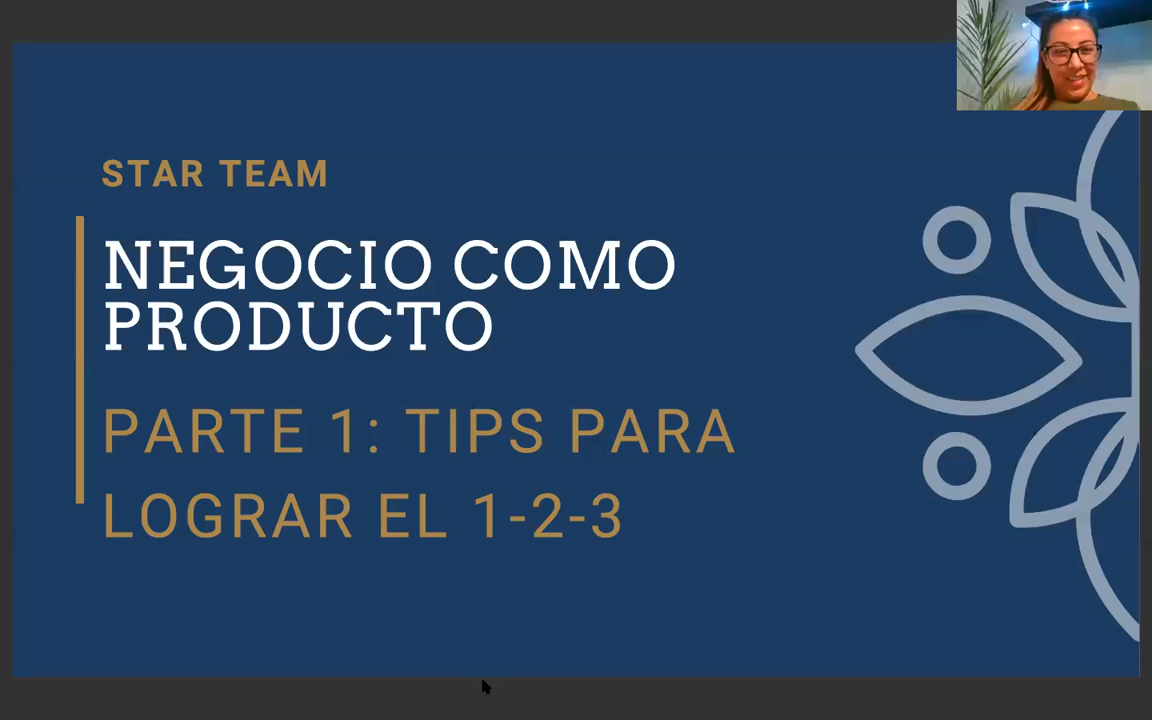 STAR TEAM
NEGOCIO COMO
PRODUCTO
PARTE 1: TIPS PARA
LOGRAR EL 1-2-3